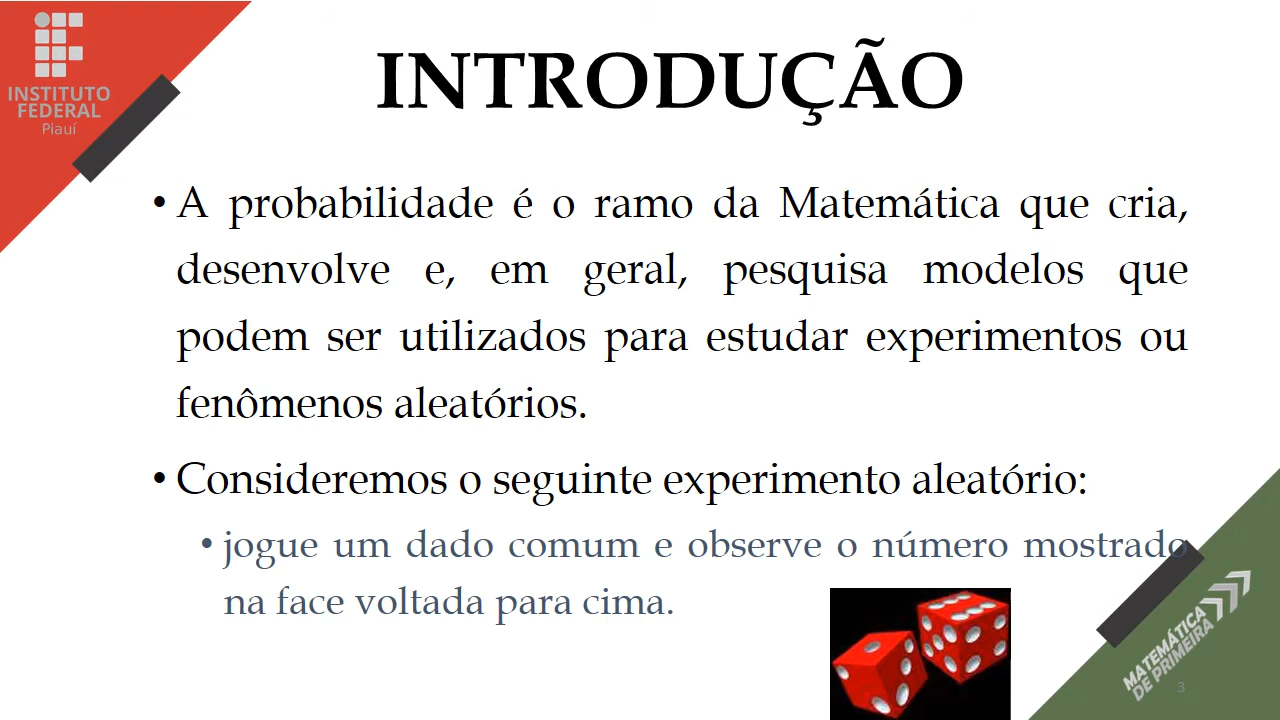 INSTITUTO
FEDERAL
Piauí
INTRODUÇÃO
• A probabilidade é o ramo da Matemática que cria,
desenvolve e, em geral, pesquisa modelos que
podem ser utilizados para estudar experimentos ou
fenômenos aleatórios.
• Consideremos o seguinte experimento aleatório:
• jogue um dado comum e observe o número mostrado
na face voltada para cima.
MATEMÁTICA
DE PRIMEIRA
3